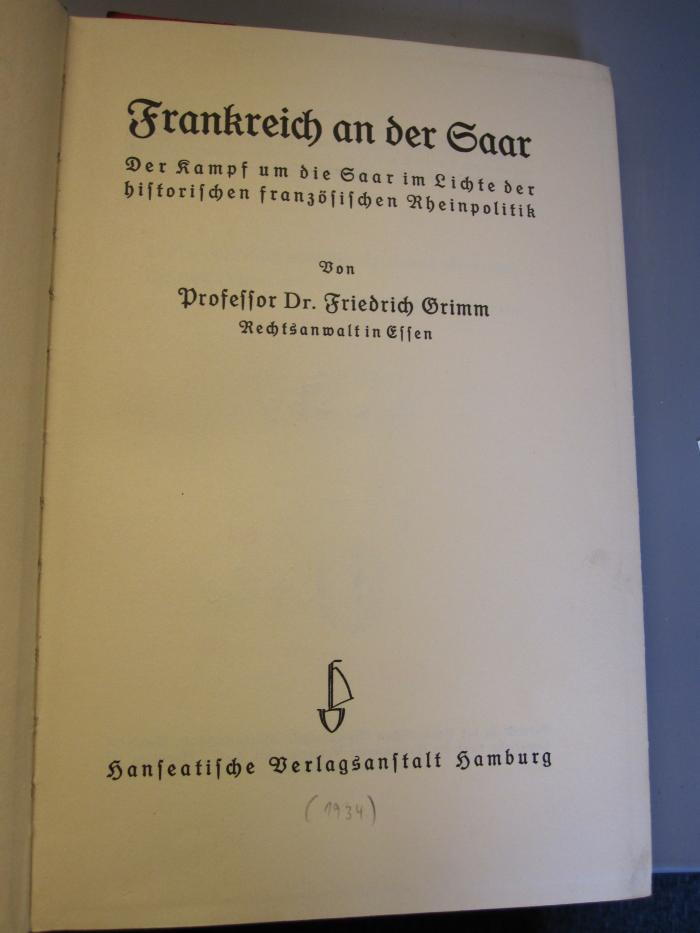 Frankreich an der Saar
Der Kampf um die Saar im Lichte der
historischen französischen Rheinpolitik
Von
Professor Dr. Friedrich Grimm
Rechtsanwalt in Essen
Hanseatische Verlagsanstalt Hamburg
(1934)